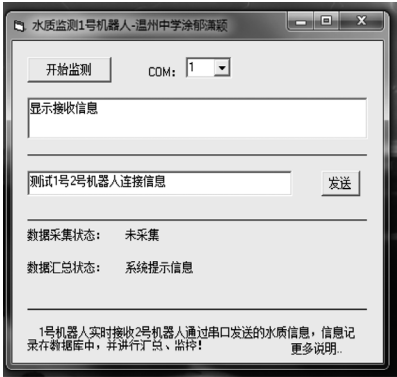 水质监测1号机器人-温州中学涂郁潇颖
开始监测
COM: 1
显示接收信息
测试1号2号机器人连接信息
发送
数据采集状态: 未采集
数据汇总状态: 系统提示信息
1号机器人实时接收2号机器人通过串口发送的水质信息，信息记
录在数据库中，并进行汇总、监控!
更多说明..